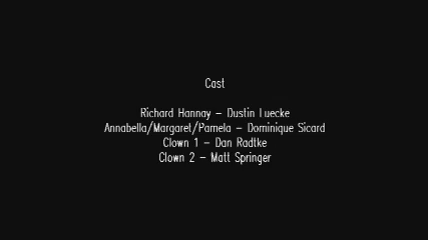 Cast
Richard Hannay - Dustin Luecke
Annabella/Margaret/Pamela - Dominique Sicard
Clown 1 - Dan Radtke
Clown 2 - Matt Springer